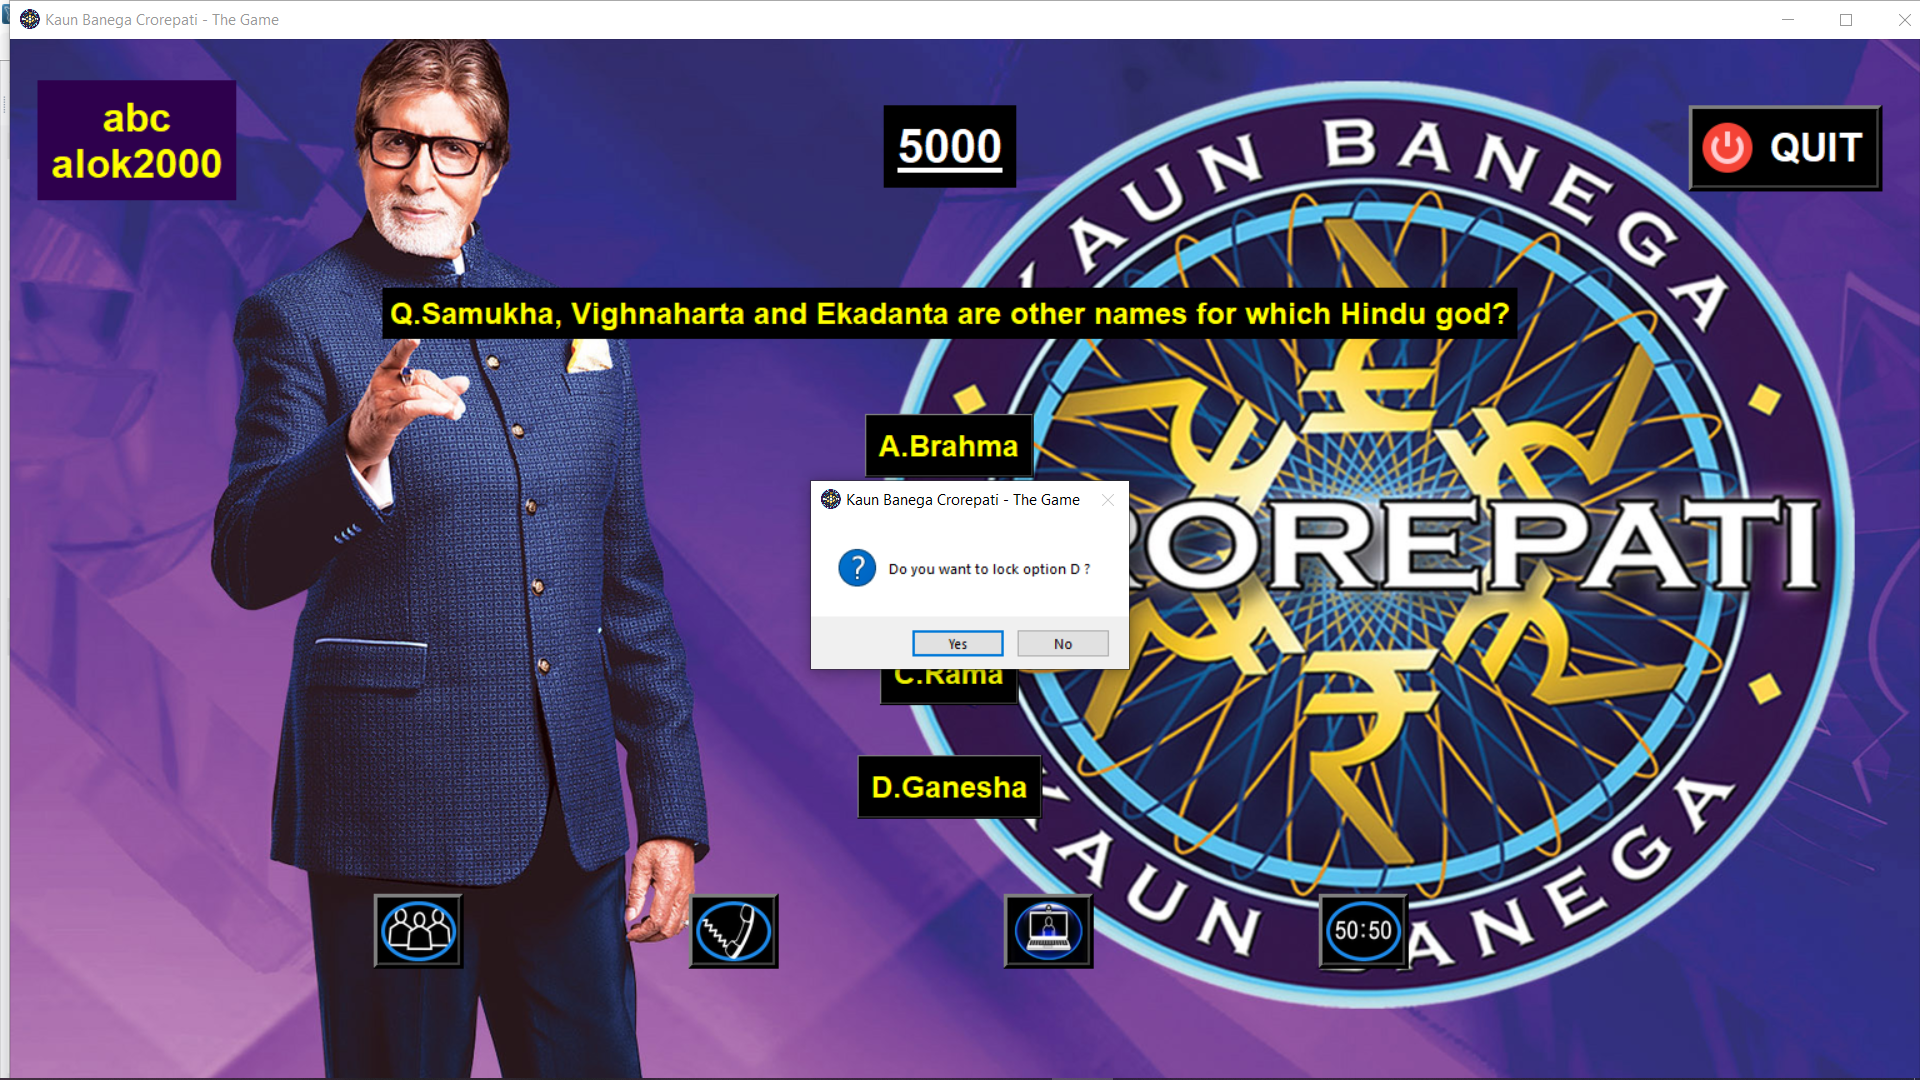 Kaun Banega Crorepati - The Game
abc
alok2000
5000
QUIT
KAUN BANEGA
Q.Samukha, Vighnaharta and Ekadanta are other names for which Hindu god?
A.Brahma
Kaun Banega Crorepati - The Game
Do you want to lock option D ?
Yes
No
ROREPATI
C.Rama
D.Ganesha
KAUN BANEGA
50:50